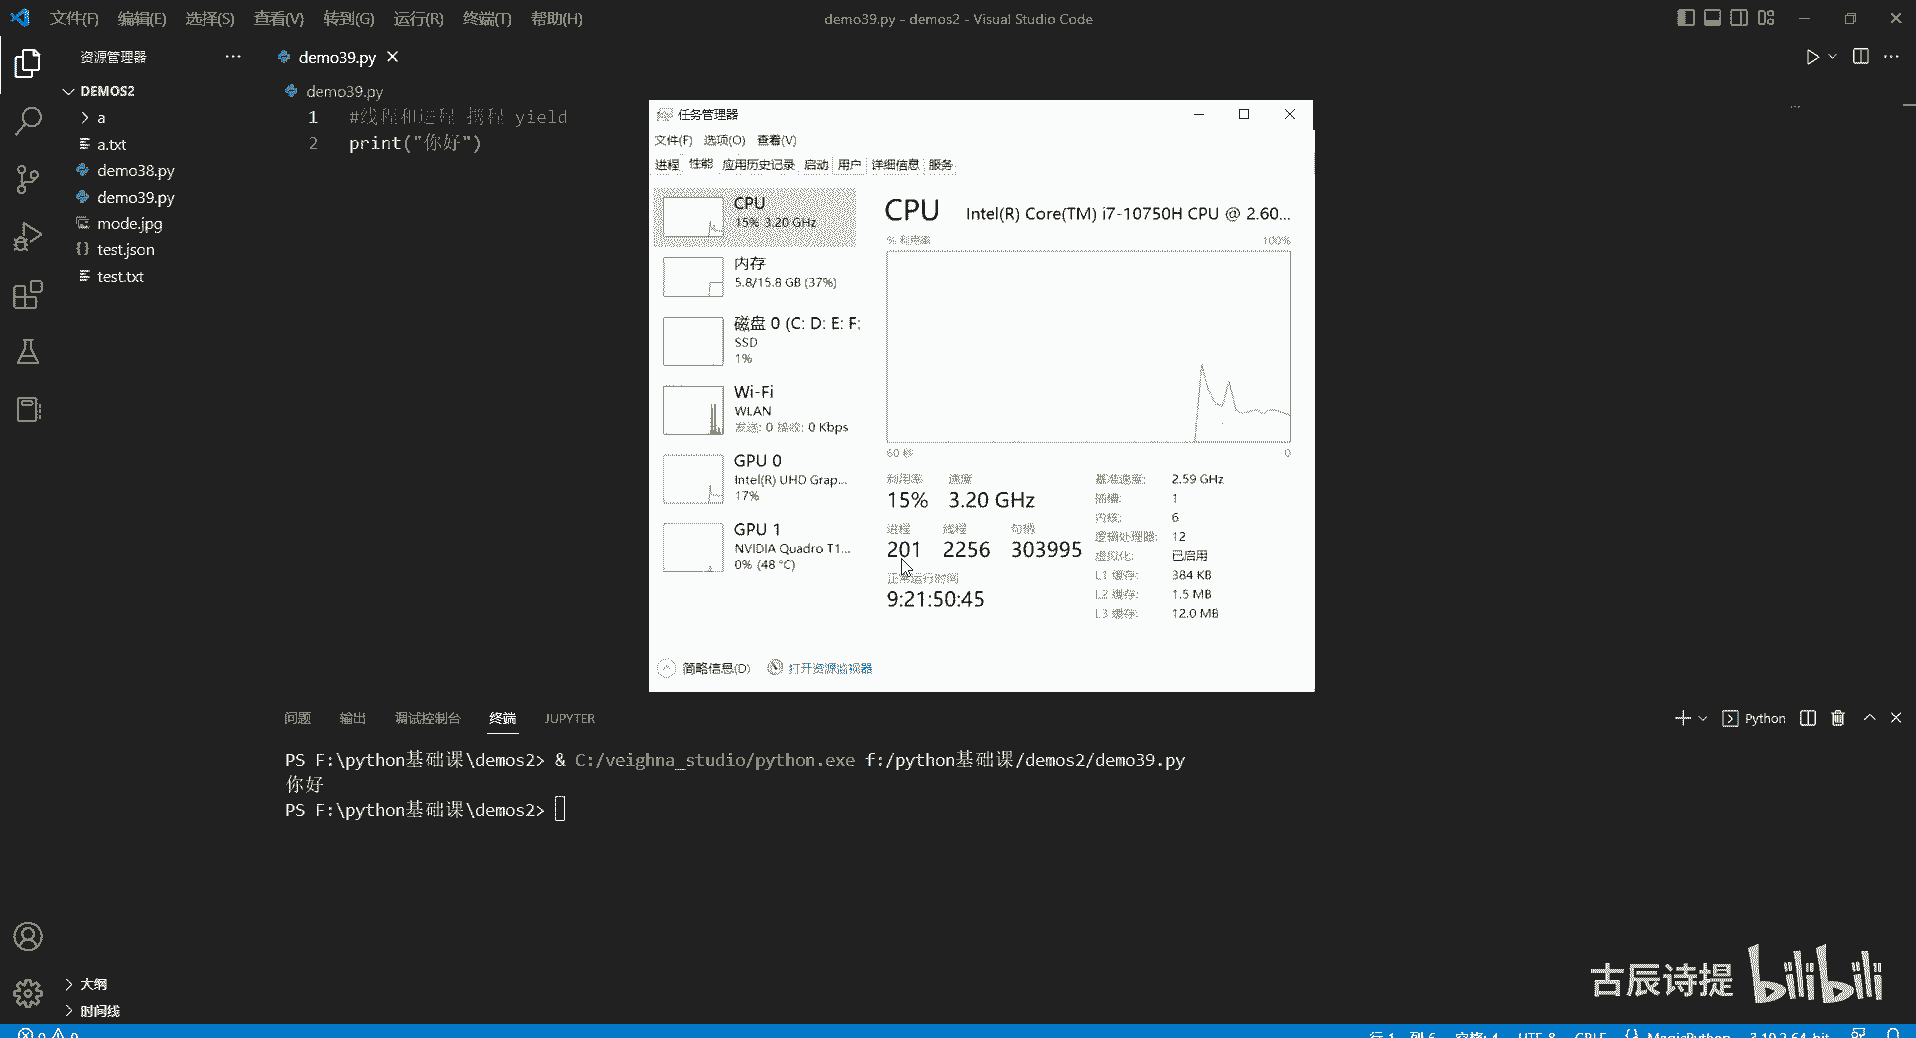 文件(F) 编辑(E) 选择(S) 查看(V) 转到(G) 运行(R) 终端(T) 帮助(H)
demo39.py - demos2 - Visual Studio Code
资源管理器
DEMOS2
a
a.txt
demo38.py
demo39.py
mode.jpg
test.json
test.txt
大纲
时间线
demo39.py
demo39.py
1 #线程和进程 携程 yield
2 print("你好")
任务管理器
文件(F) 选项(O) 查看(V)
进程 性能 应用历史记录 启动 用户 详细信息 服务
CPU
15% 3.20 GHz
内存
5.8/15.8 GB (37%)
磁盘 0 (C: D: E: F:
SSD
1%
Wi-Fi
WLAN
发送: 0 接收: 0 Kbps
GPU 0
Intel(R) UHD Grap...
17%
GPU 1
NVIDIA Quadro T1...
0% (48 °C)
CPU Intel(R) Core(TM) i7-10750H CPU @ 2.60...
% 利用率 100%
60 秒 0
利用率 速度
15% 3.20 GHz
进程 线程 句柄
201 2256 303995
正常运行时间
9:21:50:45
基准速度: 2.59 GHz
插槽: 1
内核: 6
逻辑处理器: 12
虚拟化: 已启用
L1 缓存: 384 KB
L2 缓存: 1.5 MB
L3 缓存: 12.0 MB
简略信息(D) 打开资源监视器
问题 输出 调试控制台 终端 JUPYTER
Python
PS F:\python基础课\demos2> & C:/veighna_studio/python.exe f:/python基础课/demos2/demo39.py
你好
PS F:\python基础课\demos2>
古辰诗提 bilibili